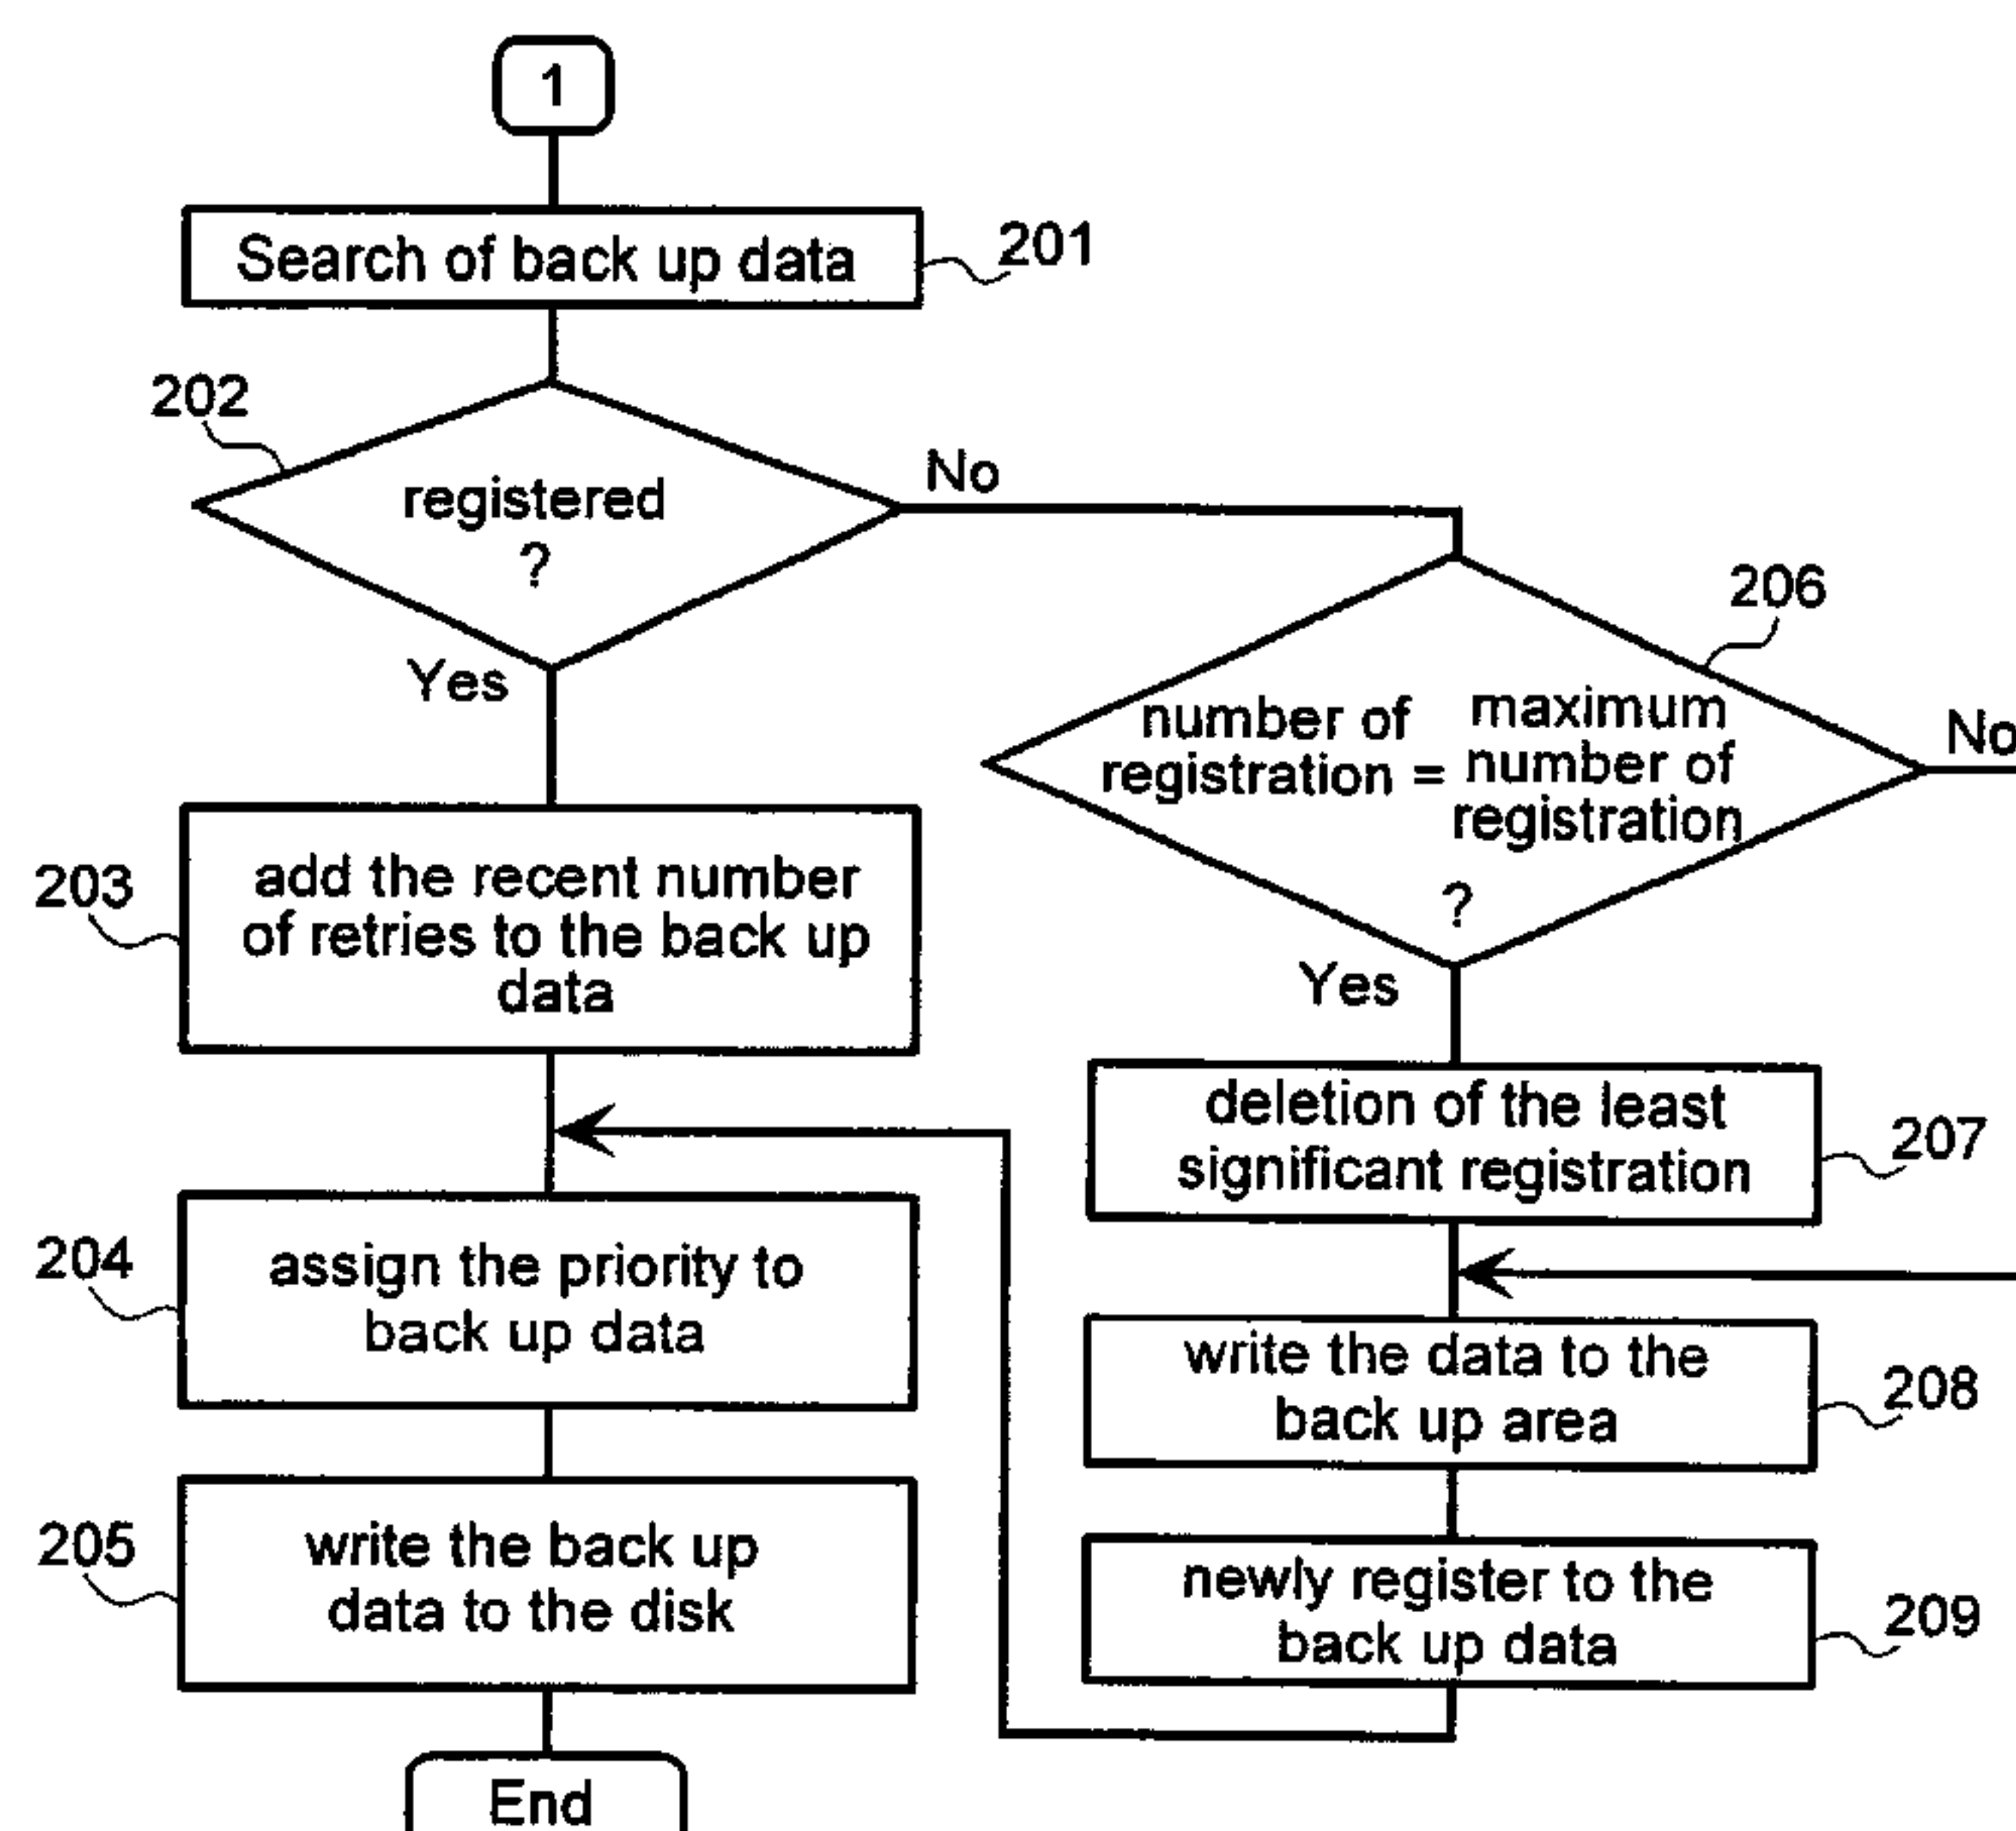 1
Search of back up data
201
202
registered
?
No
Yes
203
add the recent number
of retries to the back up
data
204
assign the priority to
back up data
205
write the back up
data to the disk
End
206
number of
registration =
maximum
number of
registration
?
No
Yes
deletion of the least
significant registration
207
write the data to the
back up area
208
newly register to the
back up data
209